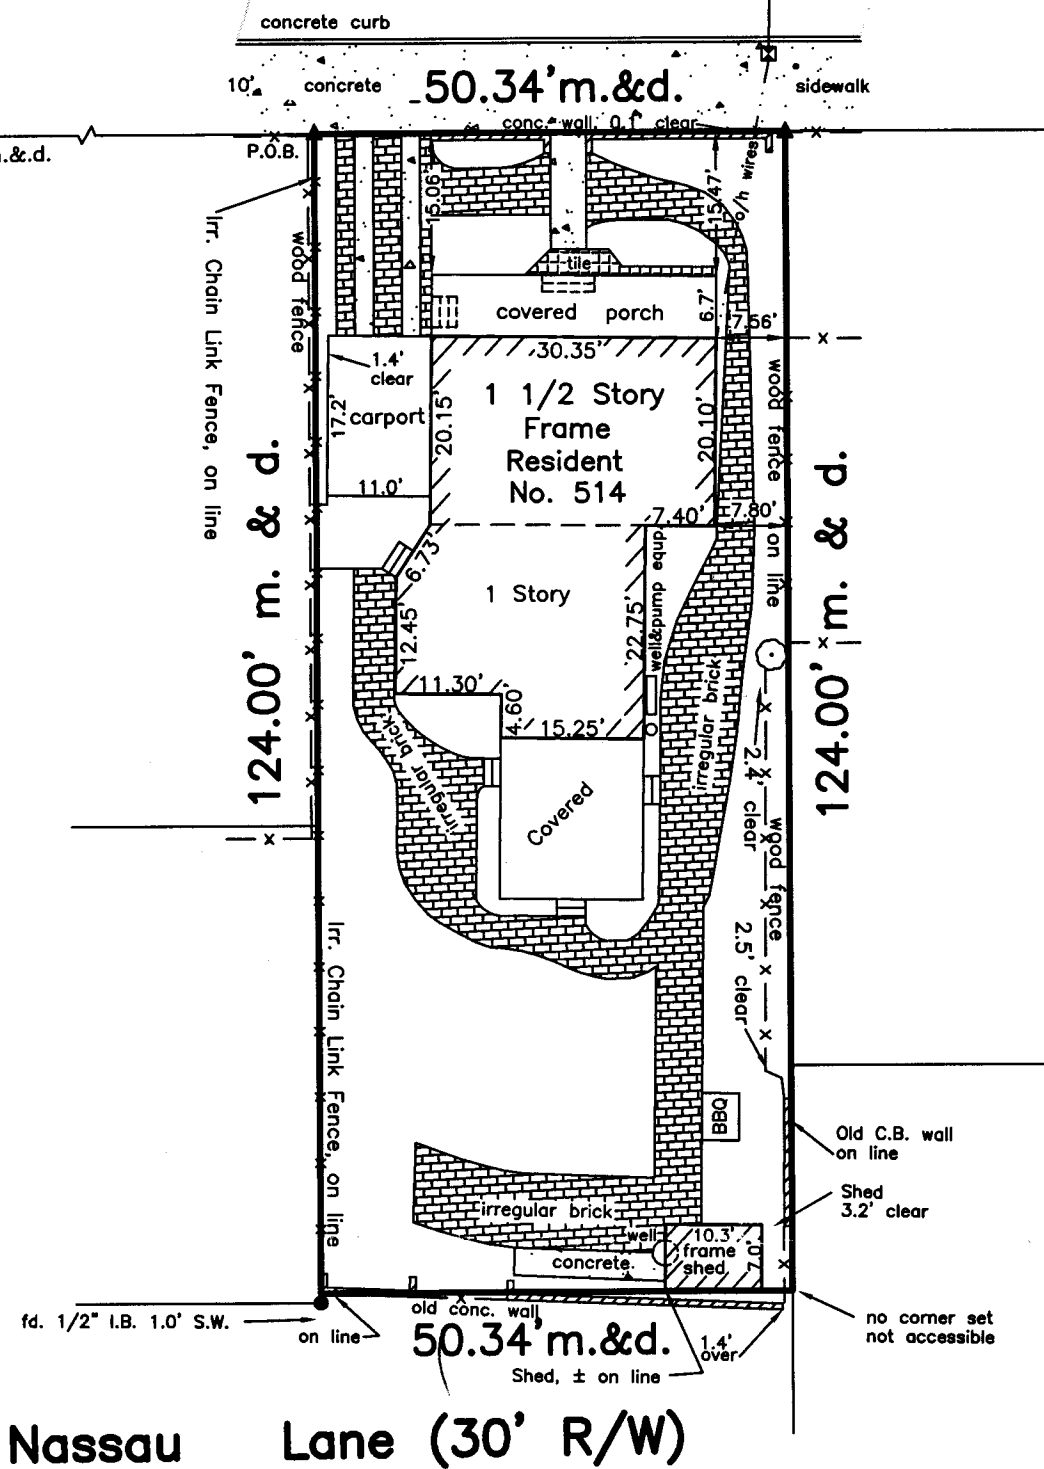 concrete curb
10'
concrete
50.34'm.&d.
sidewalk
conc. wall 0.1' clear
.&.d.
P.O.B.
o/h wires
15.06'
15.47'
Irr. Chain Link Fence, on line
wood fence
tile
covered porch
6.7'
7.56'
1.4'
clear
30.35'
17.2'
carport
20.15'
1 1/2 Story
Frame
Resident
No. 514
20.10'
wood fence
on line
11.0'
7.40'
7.80'
6.73'
1 Story
12.45'
22.75'
well&pump equp.
124.00' m. & d.
124.00' m. & d.
11.30'
4.60'
15.25'
irregular brick
irregular brick
2.4' clear
wood fence
Covered
2.5' clear
Irr. Chain Link Fence, on line
BBQ
Old C.B. wall
on line
Shed
3.2' clear
irregular brick
well
10.3'
frame
shed
7.0'
concrete
old conc. wall
fd. 1/2" I.B. 1.0' S.W.
on line
50.34'm.&d.
1.4'
over
no corner set
not accessible
Shed, ± on line
Nassau Lane (30' R/W)